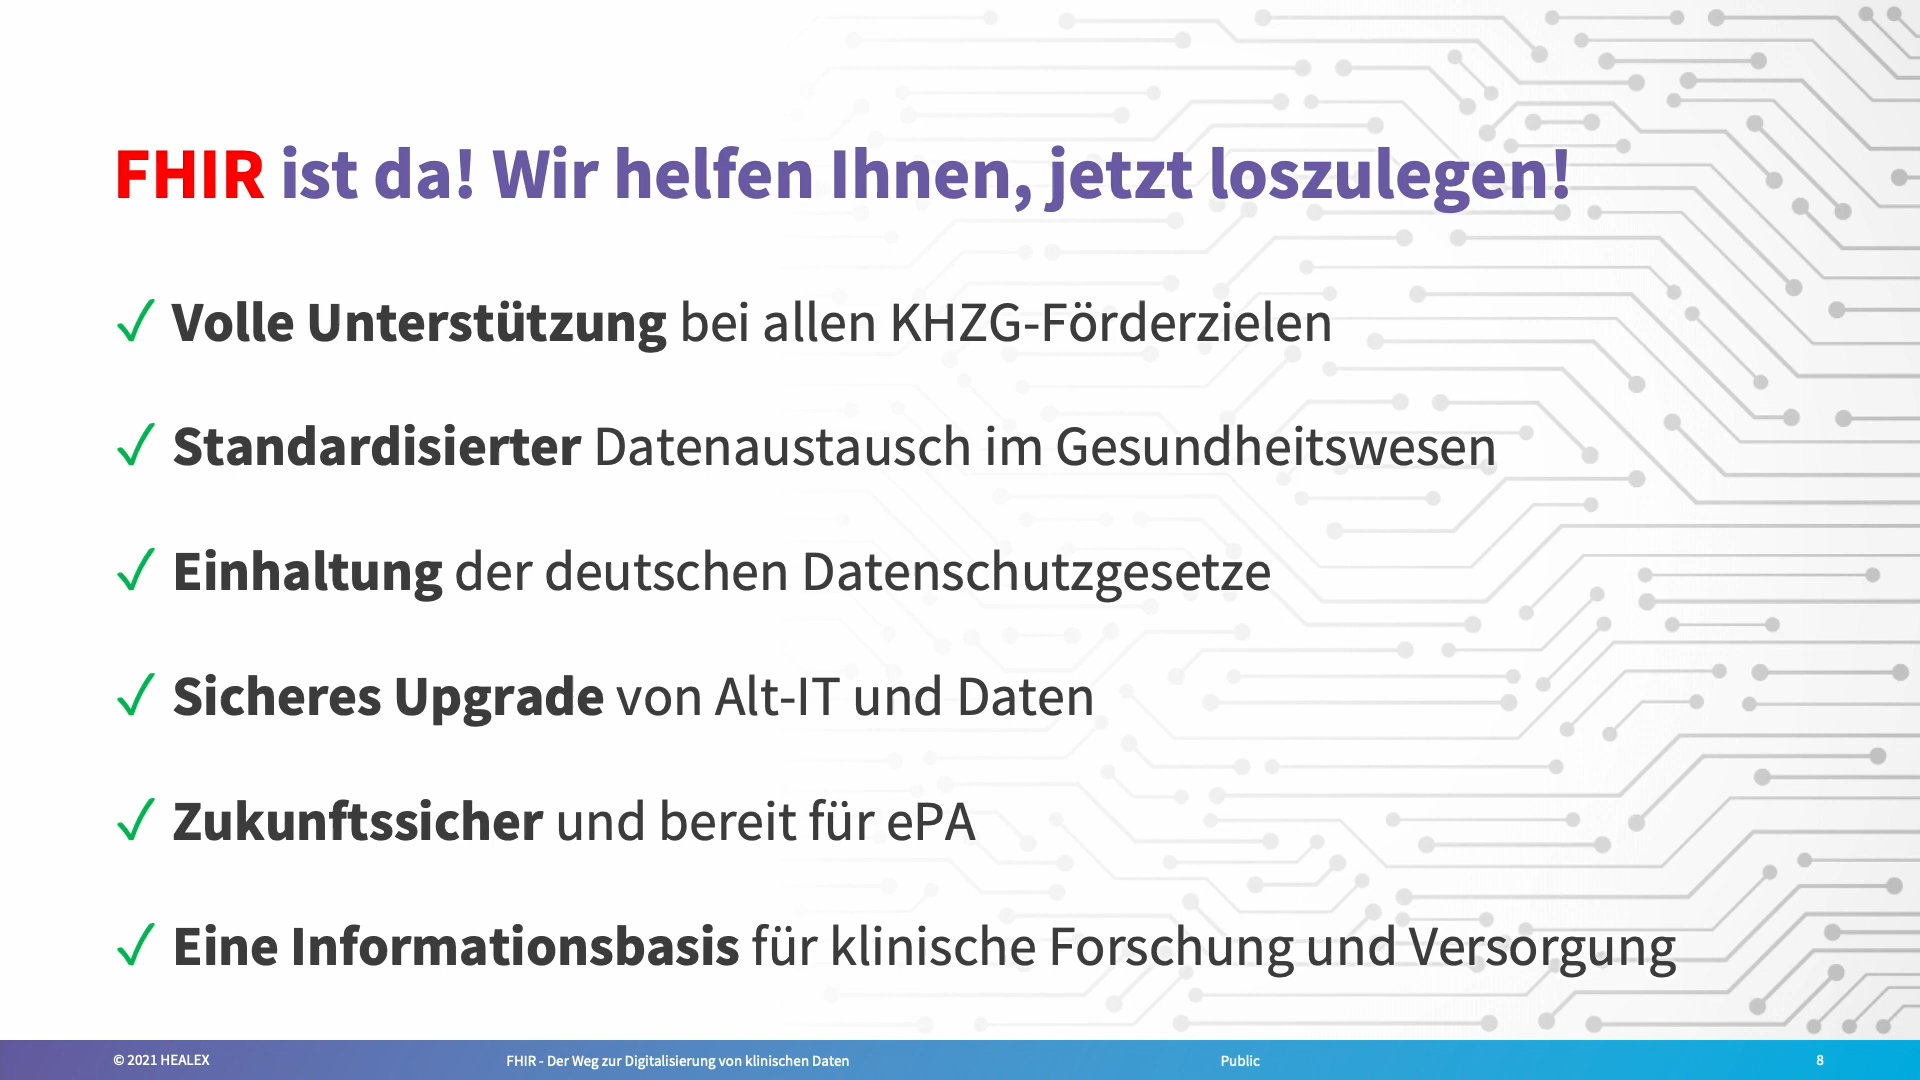 FHIR ist da! Wir helfen Ihnen, jetzt loszulegen!
✓ Volle Unterstützung bei allen KHZG-Förderzielen
✓ Standardisierter Datenaustausch im Gesundheitswesen
✓ Einhaltung der deutschen Datenschutzgesetze
✓ Sicheres Upgrade von Alt-IT und Daten
✓ Zukunftssicher und bereit für ePA
✓ Eine Informationsbasis für klinische Forschung und Versorgung
© 2021 HEALEX FHIR - Der Weg zur Digitalisierung von klinischen Daten Public 8